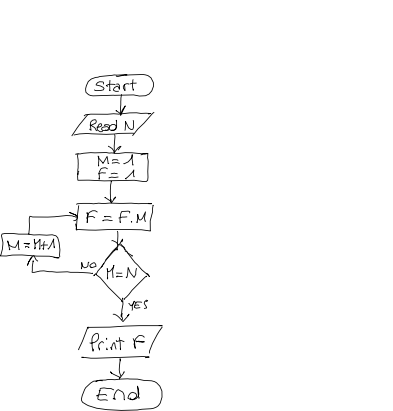 Start
Read N
M=1
F=1
F=F.M
M=M+1
NO
M=N
YES
Print F
End